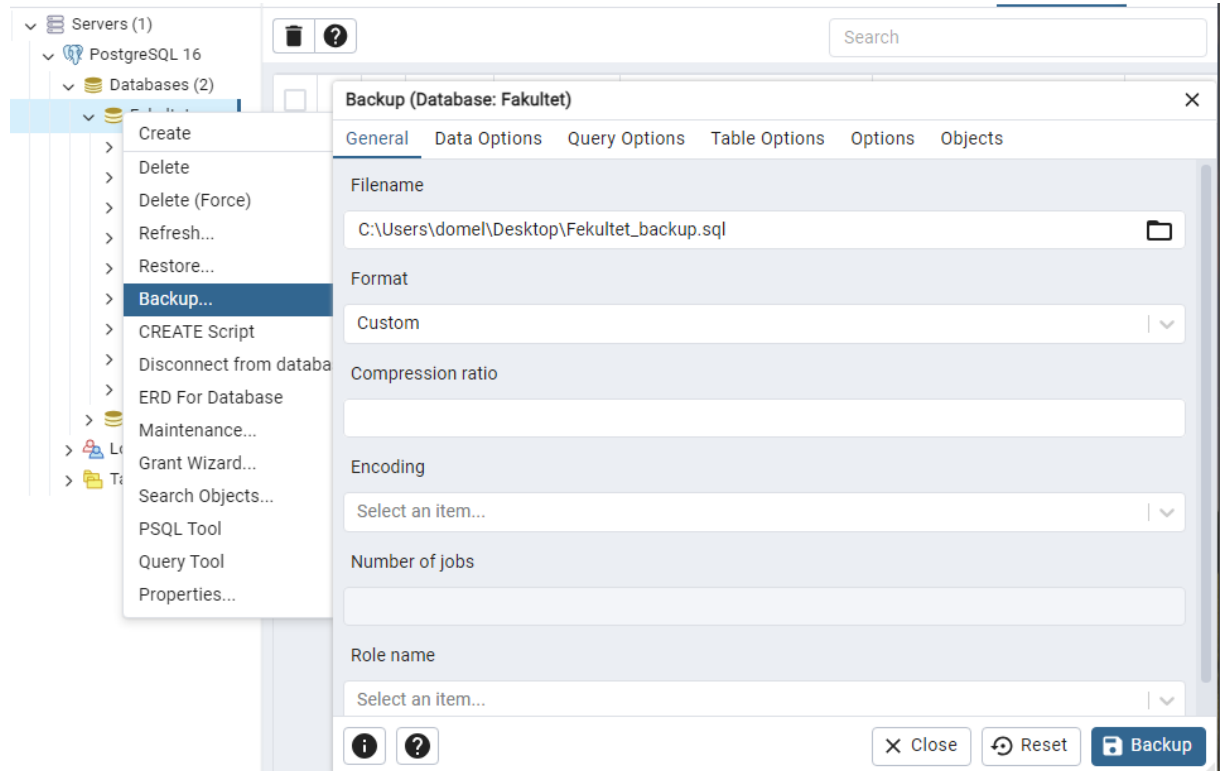 Servers (1)
PostgreSQL 16
Databases (2)
Create
Delete
Delete (Force)
Refresh...
Restore...
Backup...
CREATE Script
Disconnect from databa
ERD For Database
Maintenance...
Grant Wizard...
Search Objects...
PSQL Tool
Query Tool
Properties...
Search
Backup (Database: Fakultet)
General Data Options Query Options Table Options Options Objects
Filename
C:\Users\domel\Desktop\Fekultet_backup.sql
Format
Custom
Compression ratio
Encoding
Select an item...
Number of jobs
Role name
Select an item...
Close Reset Backup